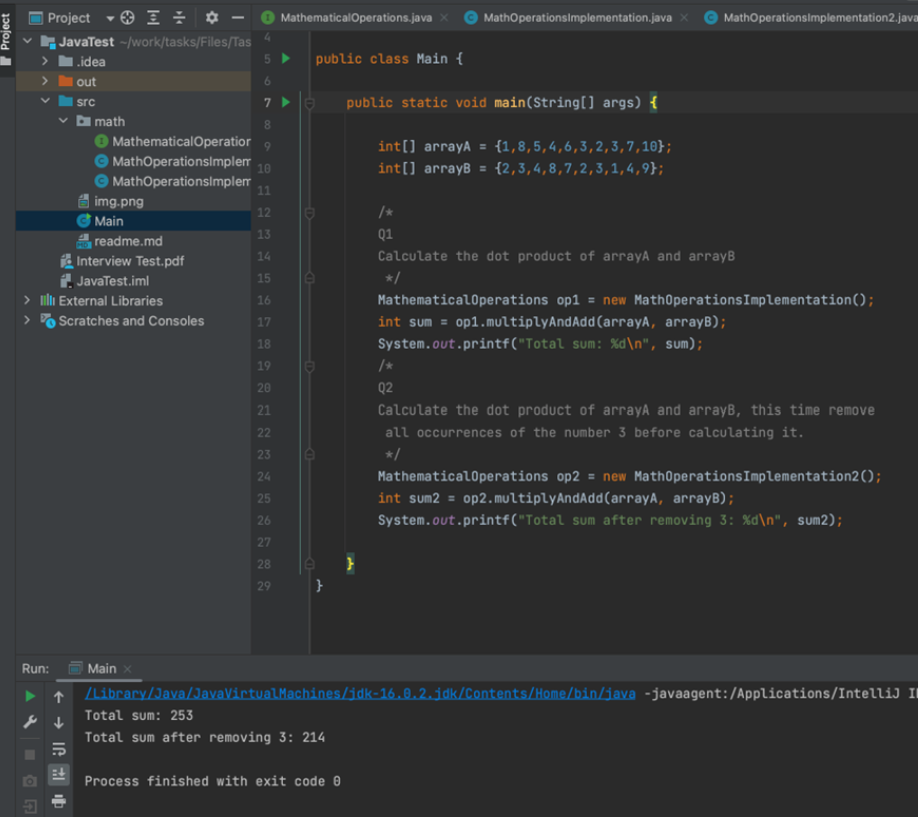 Project
Project
MathematicalOperations.java
MathOperationsImplementation.java
MathOperationsImplementation2.java
JavaTest ~/work/tasks/Files/Tas
.idea
out
src
math
MathematicalOperation
MathOperationsImplem
MathOperationsImplem
img.png
Main
readme.md
Interview Test.pdf
JavaTest.iml
External Libraries
Scratches and Consoles
4
5 public class Main {
6
7 public static void main(String[] args) {
8
9 int[] arrayA = {1,8,5,4,6,3,2,3,7,10};
10 int[] arrayB = {2,3,4,8,7,2,3,1,4,9};
11
12 /*
13 Q1
14 Calculate the dot product of arrayA and arrayB
15 */
16 MathematicalOperations op1 = new MathOperationsImplementation();
17 int sum = op1.multiplyAndAdd(arrayA, arrayB);
18 System.out.printf("Total sum: %d\n", sum);
19 /*
20 Q2
21 Calculate the dot product of arrayA and arrayB, this time remove
22 all occurrences of the number 3 before calculating it.
23 */
24 MathematicalOperations op2 = new MathOperationsImplementation2();
25 int sum2 = op2.multiplyAndAdd(arrayA, arrayB);
26 System.out.printf("Total sum after removing 3: %d\n", sum2);
27
28 }
29 }
Run: Main
/Library/Java/JavaVirtualMachines/jdk-16.0.2.jdk/Contents/Home/bin/java -javaagent:/Applications/IntelliJ I
Total sum: 253
Total sum after removing 3: 214
Process finished with exit code 0